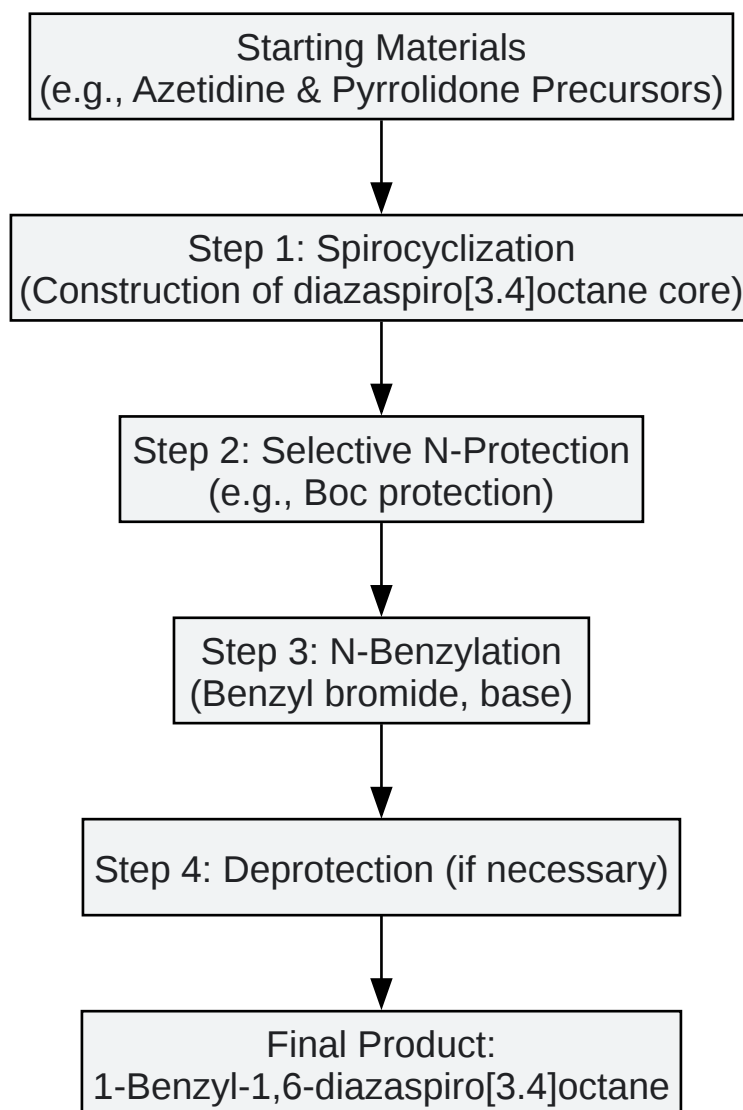 Starting Materials
(e.g., Azetidine & Pyrrolidone Precursors)
Step 1: Spirocyclization
(Construction of diazaspiro[3.4]octane core)
Step 2: Selective N-Protection
(e.g., Boc protection)
Step 3: N-Benzylation
(Benzyl bromide, base)
Step 4: Deprotection (if necessary)
Final Product:
1-Benzyl-1,6-diazaspiro[3.4]octane